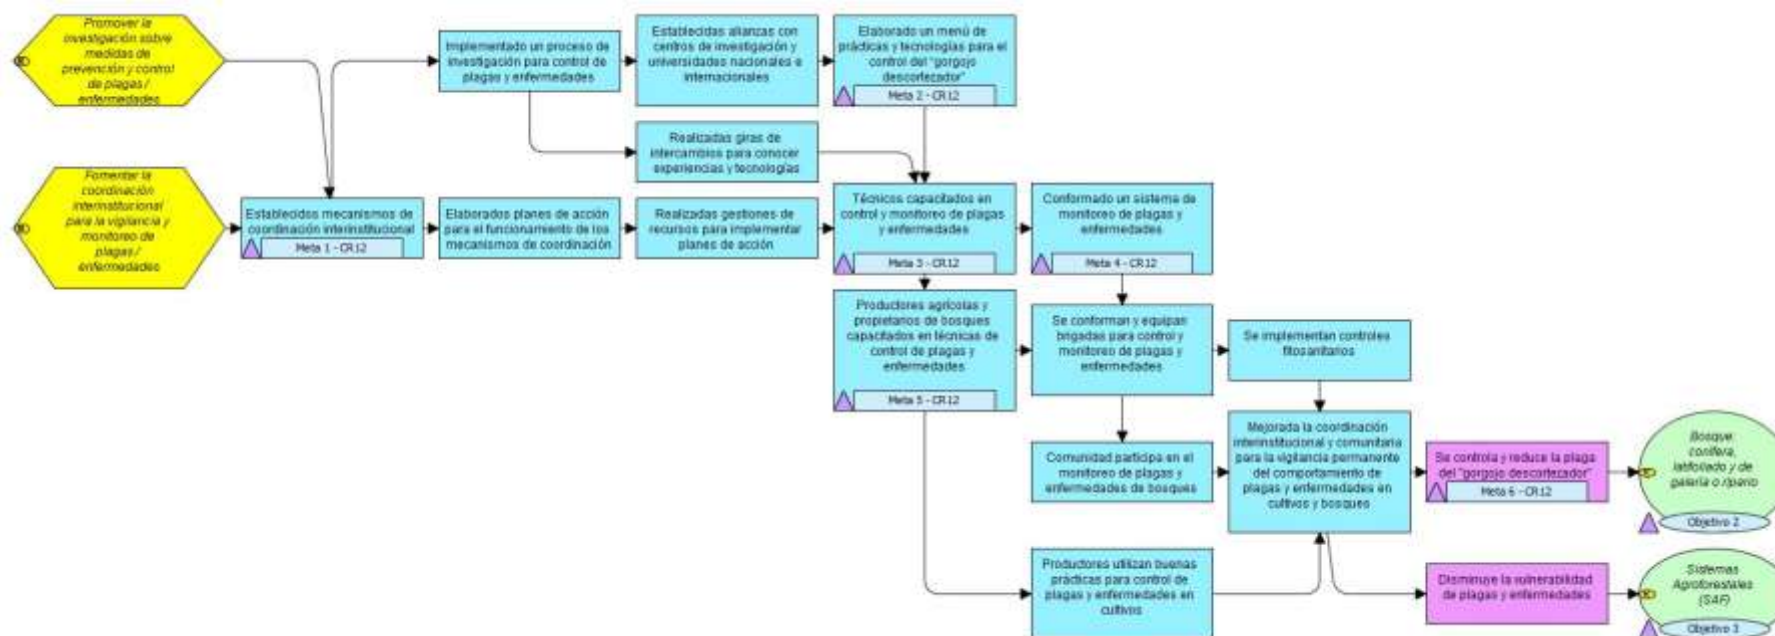 Promover la
investigación sobre
medidas de
prevención y control
de plagas /
enfermedades
Implementado un proceso de
investigación para control de
plagas y enfermedades
Establecidas alianzas con
centros de investigación y
universidades nacionales e
internacionales
Elaborado un menú de
prácticas y tecnologías para el
control del "gorgojo
descortezador"
Meta 2 - CR12
Realizadas giras de
intercambios para conocer
experiencias y tecnologías
Fomentar la
coordinación
interinstitucional
para la vigilancia y
monitoreo de
plagas /
enfermedades
Establecidos mecanismos de
coordinación interinstitucional
Meta 1 - CR12
Elaborados planes de acción
para el funcionamiento de los
mecanismos de coordinación
Realizadas gestiones de
recursos para implementar
planes de acción
Técnicos capacitados en
control y monitoreo de plagas
y enfermedades
Meta 3 - CR12
Conformado un sistema de
monitoreo de plagas y
enfermedades
Meta 4 - CR12
Productores agrícolas y
propietarios de bosques
capacitados en técnicas de
control de plagas y
enfermedades
Meta 5 - CR12
Se conforman y equipan
brigadas para control y
monitoreo de plagas y
enfermedades
Se implementan controles
fitosanitarios
Comunidad participa en el
monitoreo de plagas y
enfermedades de bosques
Mejorada la coordinación
interinstitucional y comunitaria
para la vigilancia permanente
del comportamiento de
plagas y enfermedades en
cultivos y bosques
Se controla y reduce la plaga
del "gorgojo descortezador"
Meta 6 - CR12
Bosque
conífera,
latifoliado y de
galería o ripario
Objetivo 2
Productores utilizan buenas
prácticas para control de
plagas y enfermedades en
cultivos
Disminuye la vulnerabilidad
de plagas y enfermedades
Sistemas
Agroforestales
(SAF)
Objetivo 3